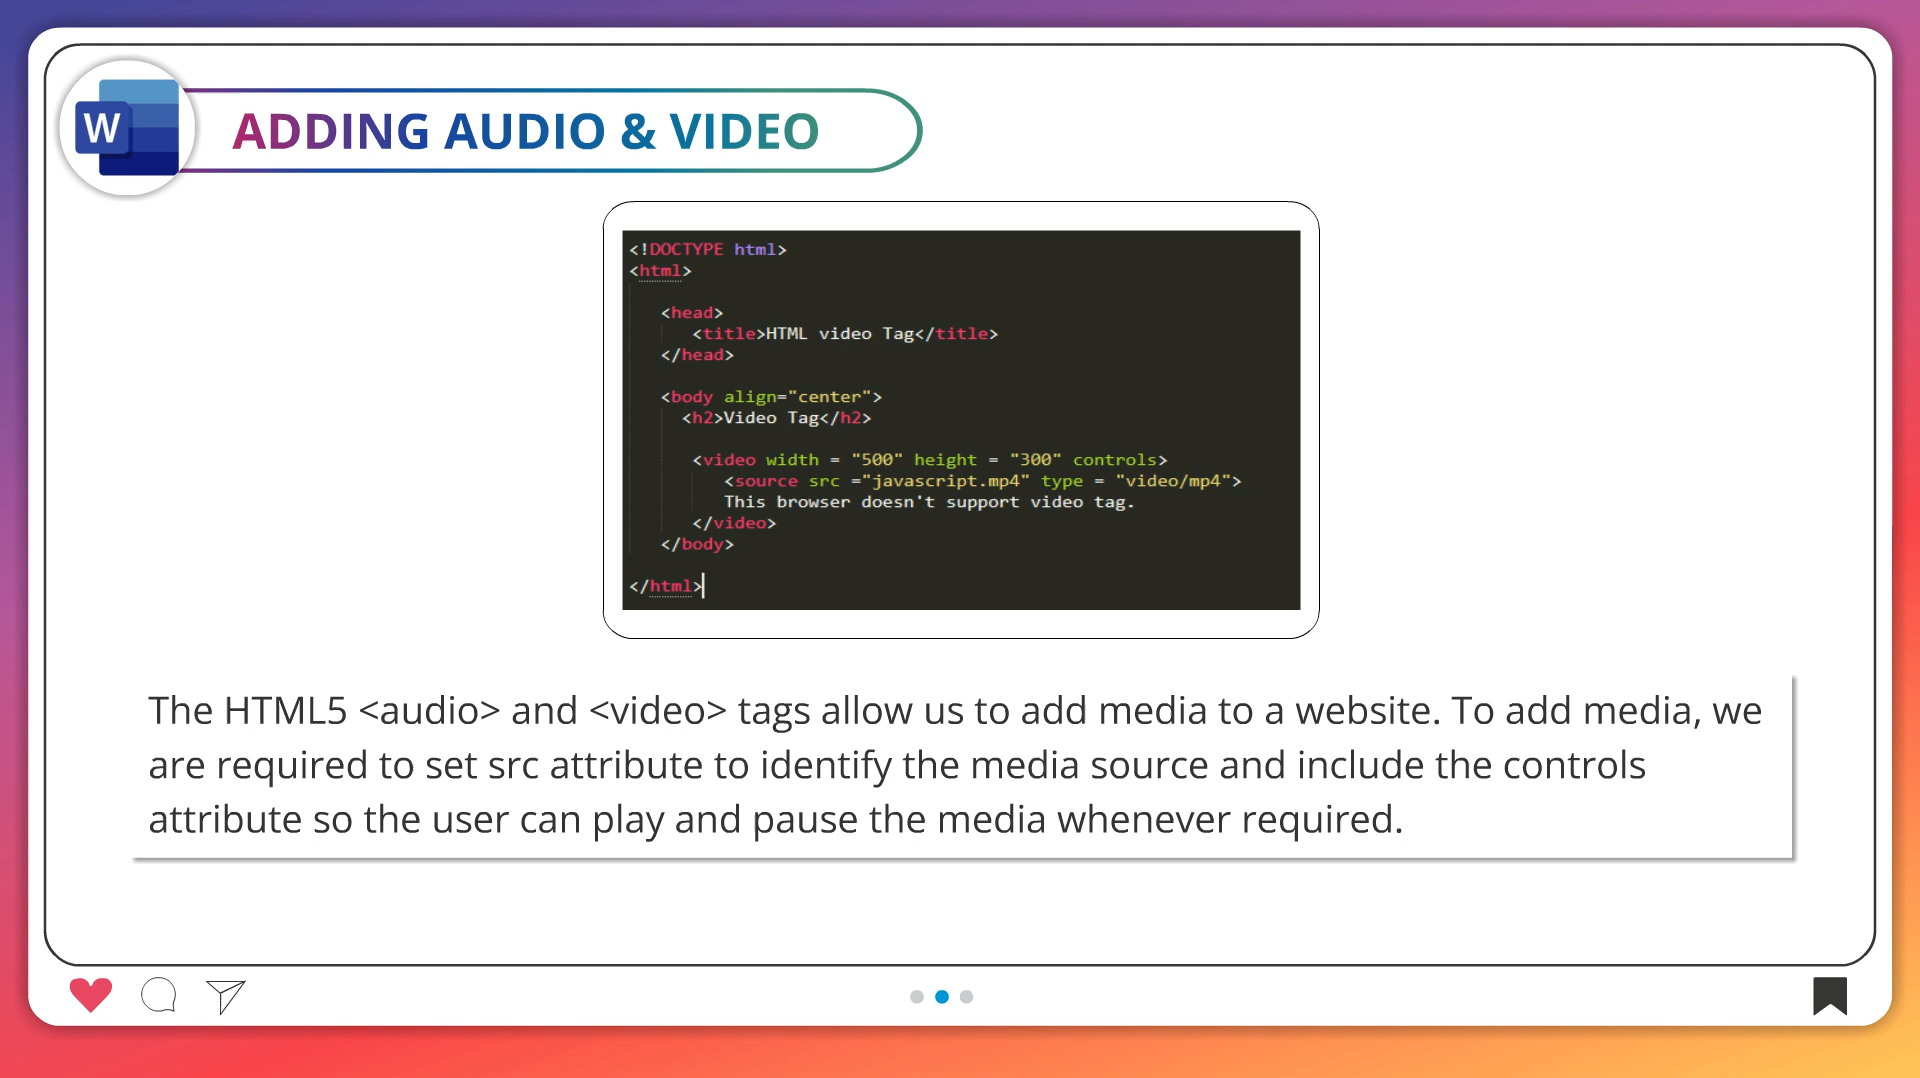 W
ADDING AUDIO & VIDEO
<!DOCTYPE html>
<html>
<head>
<title>HTML video Tag</title>
</head>
<body align="center">
<h2>Video Tag</h2>
<video width = "500" height = "300" controls>
<source src ="javascript.mp4" type = "video/mp4">
This browser doesn't support video tag.
</video>
</body>
</html>
The HTML5 <audio> and <video> tags allow us to add media to a website. To add media, we
are required to set src attribute to identify the media source and include the controls
attribute so the user can play and pause the media whenever required.